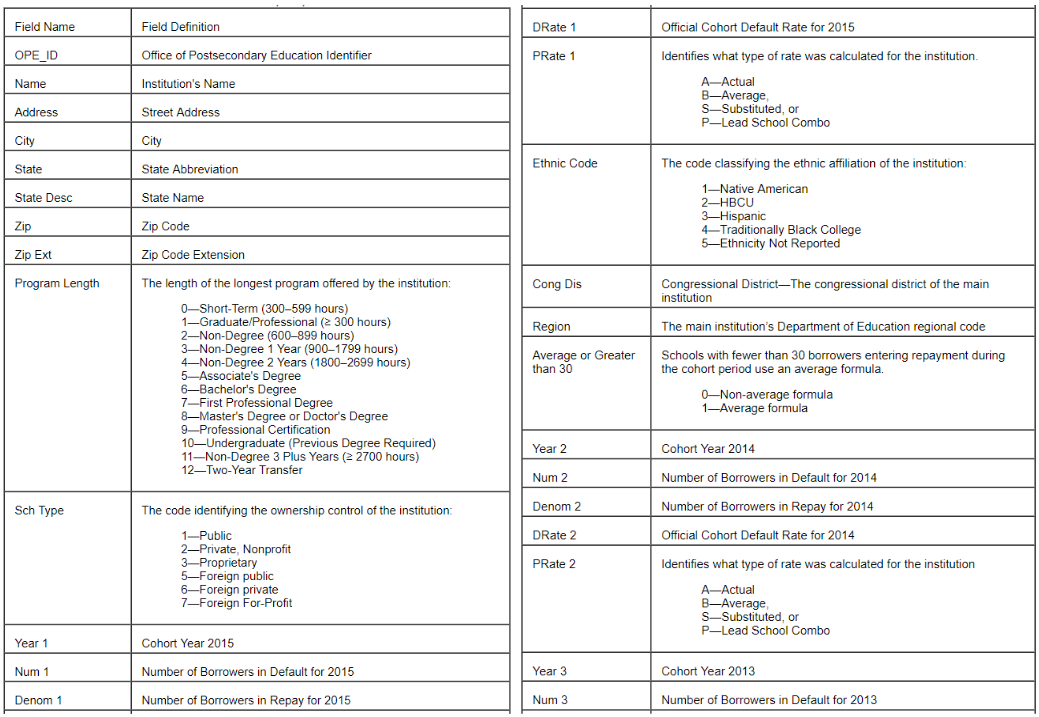 Field Name Field Definition
OPE_ID Office of Postsecondary Education Identifier
Name Institution's Name
Address Street Address
City City
State State Abbreviation
State Desc State Name
Zip Zip Code
Zip Ext Zip Code Extension
Program Length The length of the longest program offered by the institution:
0—Short-Term (300–599 hours)
1—Graduate/Professional (≥ 300 hours)
2—Non-Degree (600–899 hours)
3—Non-Degree 1 Year (900–1799 hours)
4—Non-Degree 2 Years (1800–2699 hours)
5—Associate's Degree
6—Bachelor's Degree
7—First Professional Degree
8—Master's Degree or Doctor's Degree
9—Professional Certification
10—Undergraduate (Previous Degree Required)
11—Non-Degree 3 Plus Years (≥ 2700 hours)
12—Two-Year Transfer
Sch Type The code identifying the ownership control of the institution:
1—Public
2—Private, Nonprofit
3—Proprietary
5—Foreign public
6—Foreign private
7—Foreign For-Profit
Year 1 Cohort Year 2015
Num 1 Number of Borrowers in Default for 2015
Denom 1 Number of Borrowers in Repay for 2015
DRate 1 Official Cohort Default Rate for 2015
PRate 1 Identifies what type of rate was calculated for the institution.
A—Actual
B—Average,
S—Substituted, or
P—Lead School Combo
Ethnic Code The code classifying the ethnic affiliation of the institution:
1—Native American
2—HBCU
3—Hispanic
4—Traditionally Black College
5—Ethnicity Not Reported
Cong Dis Congressional District—The congressional district of the main
institution
Region The main institution's Department of Education regional code
Average or Greater Schools with fewer than 30 borrowers entering repayment during
than 30 the cohort period use an average formula.
0—Non-average formula
1—Average formula
Year 2 Cohort Year 2014
Num 2 Number of Borrowers in Default for 2014
Denom 2 Number of Borrowers in Repay for 2014
DRate 2 Official Cohort Default Rate for 2014
PRate 2 Identifies what type of rate was calculated for the institution
A—Actual
B—Average,
S—Substituted, or
P—Lead School Combo
Year 3 Cohort Year 2013
Num 3 Number of Borrowers in Default for 2013